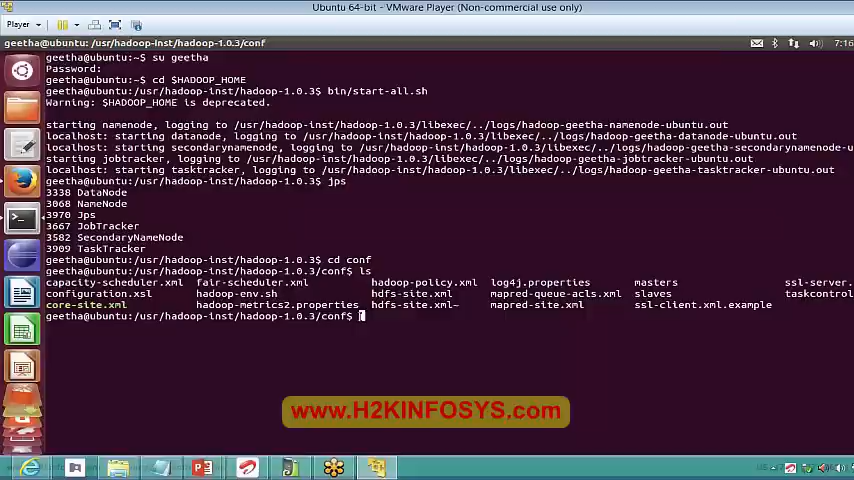 Ubuntu 64-bit - VMware Player (Non-commercial use only)
Player
geetha@ubuntu: /usr/hadoop-inst/hadoop-1.0.3/conf
7:16
geetha@ubuntu:~$ su geetha
Password:
geetha@ubuntu:~$ cd $HADOOP_HOME
geetha@ubuntu:/usr/hadoop-inst/hadoop-1.0.3$ bin/start-all.sh
Warning: $HADOOP_HOME is deprecated.
starting namenode, logging to /usr/hadoop-inst/hadoop-1.0.3/libexec/../logs/hadoop-geetha-namenode-ubuntu.out
localhost: starting datanode, logging to /usr/hadoop-inst/hadoop-1.0.3/libexec/../logs/hadoop-geetha-datanode-ubuntu.out
localhost: starting secondarynamenode, logging to /usr/hadoop-inst/hadoop-1.0.3/libexec/../logs/hadoop-geetha-secondarynamenode-u
starting jobtracker, logging to /usr/hadoop-inst/hadoop-1.0.3/libexec/../logs/hadoop-geetha-jobtracker-ubuntu.out
localhost: starting tasktracker, logging to /usr/hadoop-inst/hadoop-1.0.3/libexec/../logs/hadoop-geetha-tasktracker-ubuntu.out
geetha@ubuntu:/usr/hadoop-inst/hadoop-1.0.3$ jps
3338 DataNode
3068 NameNode
3970 Jps
3667 JobTracker
3582 SecondaryNameNode
3909 TaskTracker
geetha@ubuntu:/usr/hadoop-inst/hadoop-1.0.3$ cd conf
geetha@ubuntu:/usr/hadoop-inst/hadoop-1.0.3/conf$ ls
capacity-scheduler.xml fair-scheduler.xml hadoop-policy.xml log4j.properties masters ssl-server.
configuration.xsl hadoop-env.sh hdfs-site.xml mapred-queue-acls.xml slaves taskcontrol
core-site.xml hadoop-metrics2.properties hdfs-site.xml~ mapred-site.xml ssl-client.xml.example
geetha@ubuntu:/usr/hadoop-inst/hadoop-1.0.3/conf$
www.H2KINFOSYS.com